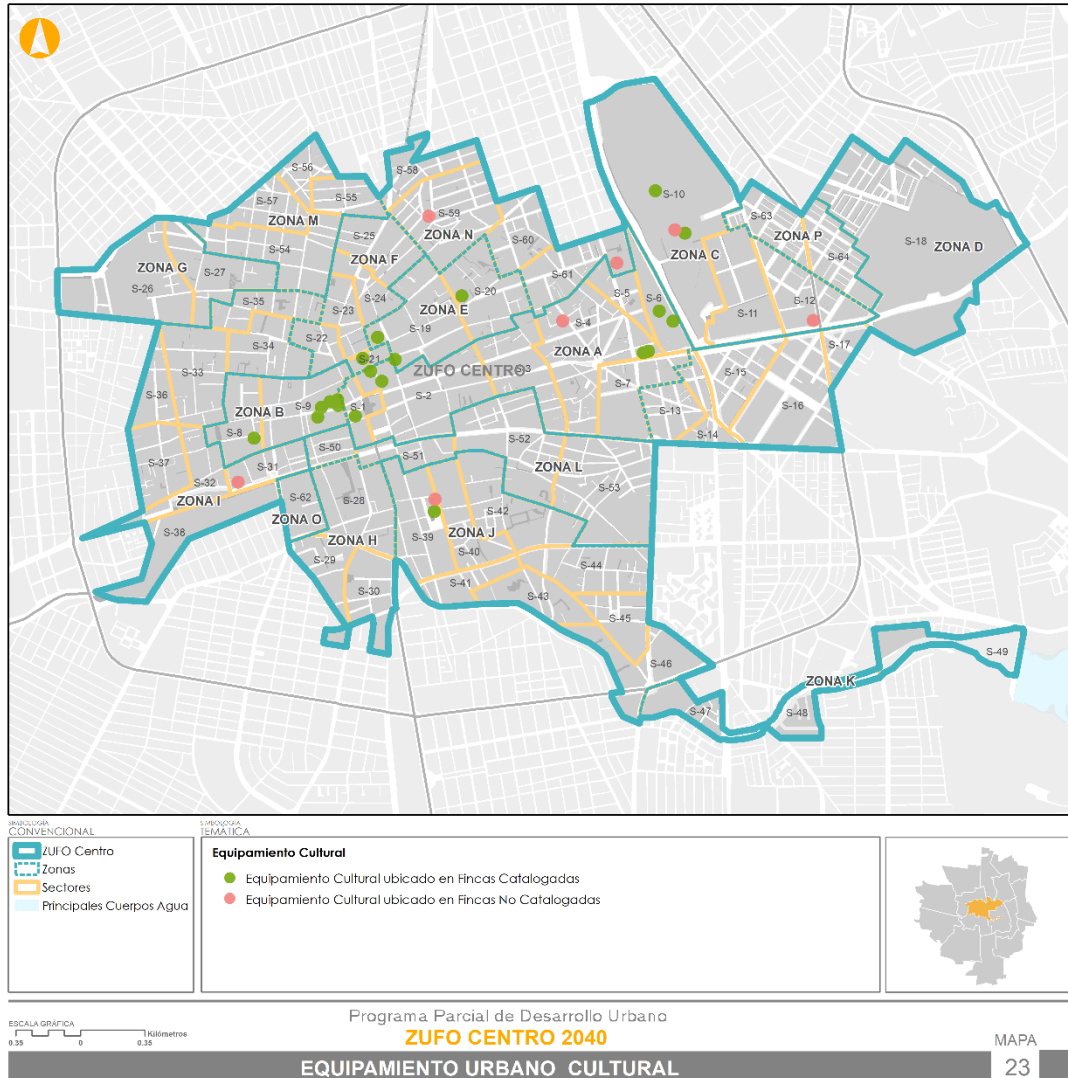 S-56
S-58
S-10
S-57
S-55
S-59
S-63
ZONA M
ZONA N
ZONA P
S-18
ZONA D
S-54
S-25
S-60
ZONA C
S-64
ZONA G
S-27
ZONA F
S-61
S-26
S-24
S-20
S-5
S-6
S-12
S-35
S-23
ZONA E
S-11
S-22
S-19
S-4
S-17
S-34
ZONA A
S-33
S-21
ZUFO CENTRO
S-3
S-7
S-15
S-36
S-2
S-16
ZONA B
S-9
S-1
S-13
S-8
S-14
S-50
S-52
S-37
S-31
S-51
ZONA L
S-32
ZONA I
S-62
S-28
S-53
S-42
ZONA O
S-38
S-39
ZONA J
ZONA H
S-40
S-29
S-44
S-30
S-41
S-43
S-45
S-46
S-49
ZONA K
S-47
S-48
SIMBOLOGÍA
CONVENCIONAL
ZUFO Centro
Zonas
Sectores
Principales Cuerpos Agua
SIMBOLOGÍA
TEMÁTICA
Equipamiento Cultural
Equipamiento Cultural ubicado en Fincas Catalogadas
Equipamiento Cultural ubicado en Fincas No Catalogadas
ESCALA GRÁFICA
Kilómetros
0.35 0 0.35
Programa Parcial de Desarrollo Urbano
ZUFO CENTRO 2040
MAPA
EQUIPAMIENTO URBANO CULTURAL
23